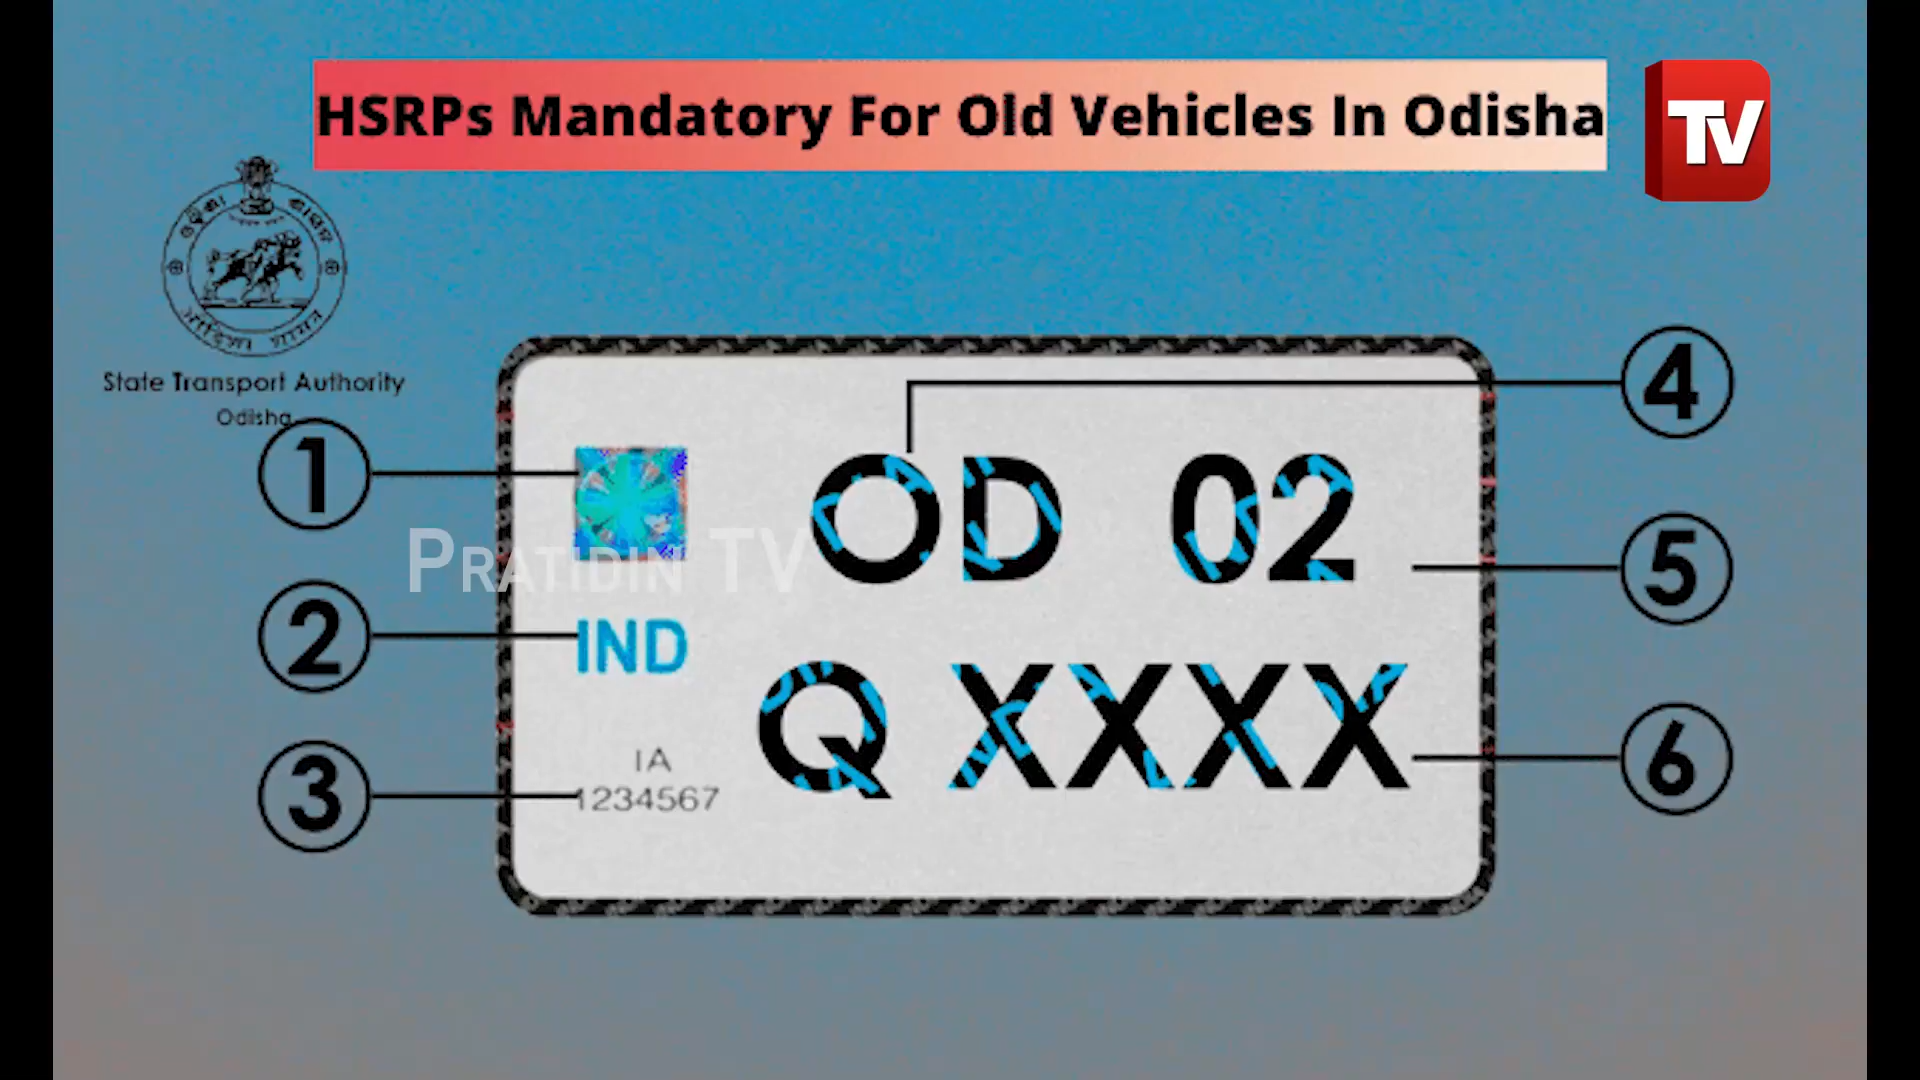 HSRPs Mandatory For Old Vehicles In Odisha
TV
State Transport Authority
Odisha
1
2
3
4
5
6
OD 02
PRATIDIN TV
IND
Q XXXX
IA
1234567